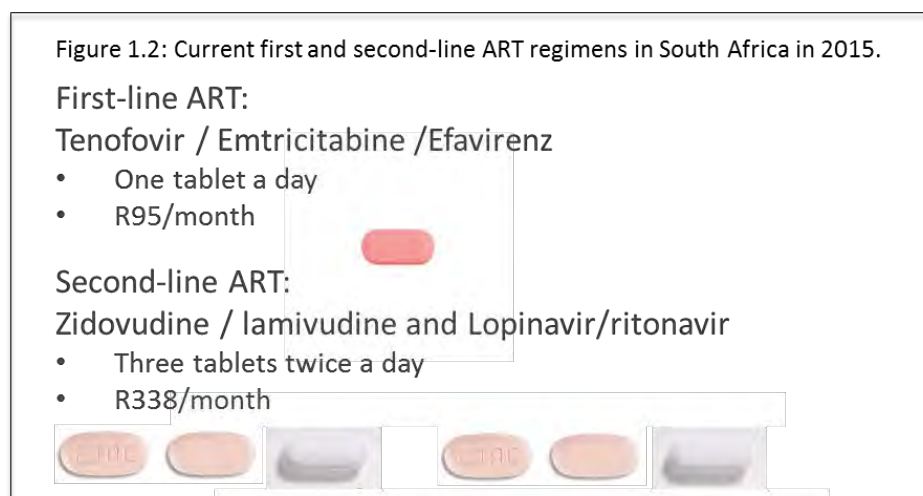 Figure 1.2: Current first and second-line ART regimens in South Africa in 2015.
First-line ART:
Tenofovir / Emtricitabine /Efavirenz
• One tablet a day
• R95/month
Second-line ART:
Zidovudine / lamivudine and Lopinavir/ritonavir
• Three tablets twice a day
• R338/month